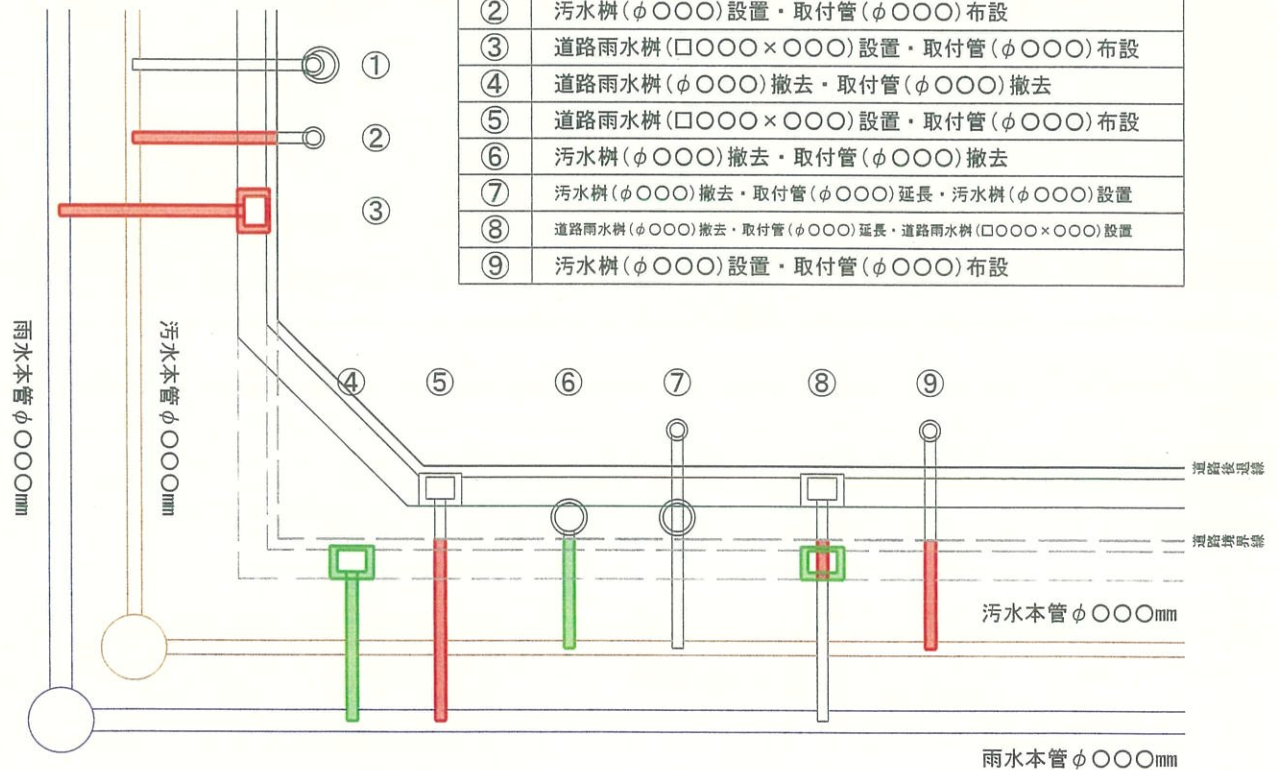 ② 汚水桝(φ〇〇〇)設置・取付管(φ〇〇〇)布設
③ 道路雨水桝(□〇〇〇×〇〇〇)設置・取付管(φ〇〇〇)布設
④ 道路雨水桝(φ〇〇〇)撤去・取付管(φ〇〇〇)撤去
⑤ 道路雨水桝(□〇〇〇×〇〇〇)設置・取付管(φ〇〇〇)布設
⑥ 汚水桝(φ〇〇〇)撤去・取付管(φ〇〇〇)撤去
⑦ 汚水桝(φ〇〇〇)撤去・取付管(φ〇〇〇)延長・汚水桝(φ〇〇〇)設置
⑧ 道路雨水桝(φ〇〇〇)撤去・取付管(φ〇〇〇)延長・道路雨水桝(□〇〇〇×〇〇〇)設置
⑨ 汚水桝(φ〇〇〇)設置・取付管(φ〇〇〇)布設
①
②
③
雨水本管φ〇〇〇mm
汚水本管φ〇〇〇mm
④ ⑤ ⑥ ⑦ ⑧ ⑨
道路後退線
道路境界線
汚水本管φ〇〇〇mm
雨水本管φ〇〇〇mm